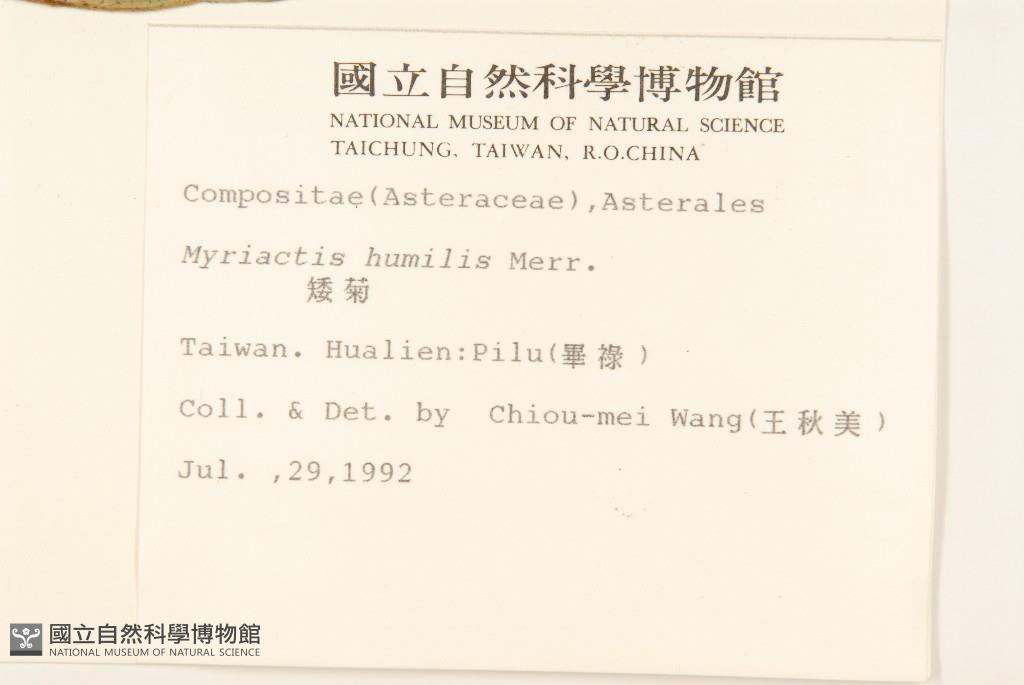 國立自然科學博物館
NATIONAL MUSEUM OF NATURAL SCIENCE
TAICHUNG, TAIWAN, R.O.CHINA
Compositae(Asteraceae),Asterales
Myriactis humilis Merr.
矮菊
Taiwan. Hualien:Pilu(畢祿)
Coll. & Det. by Chiou-mei Wang(王秋美)
Jul. ,29,1992
國立自然科學博物館
NATIONAL MUSEUM OF NATURAL SCIENCE